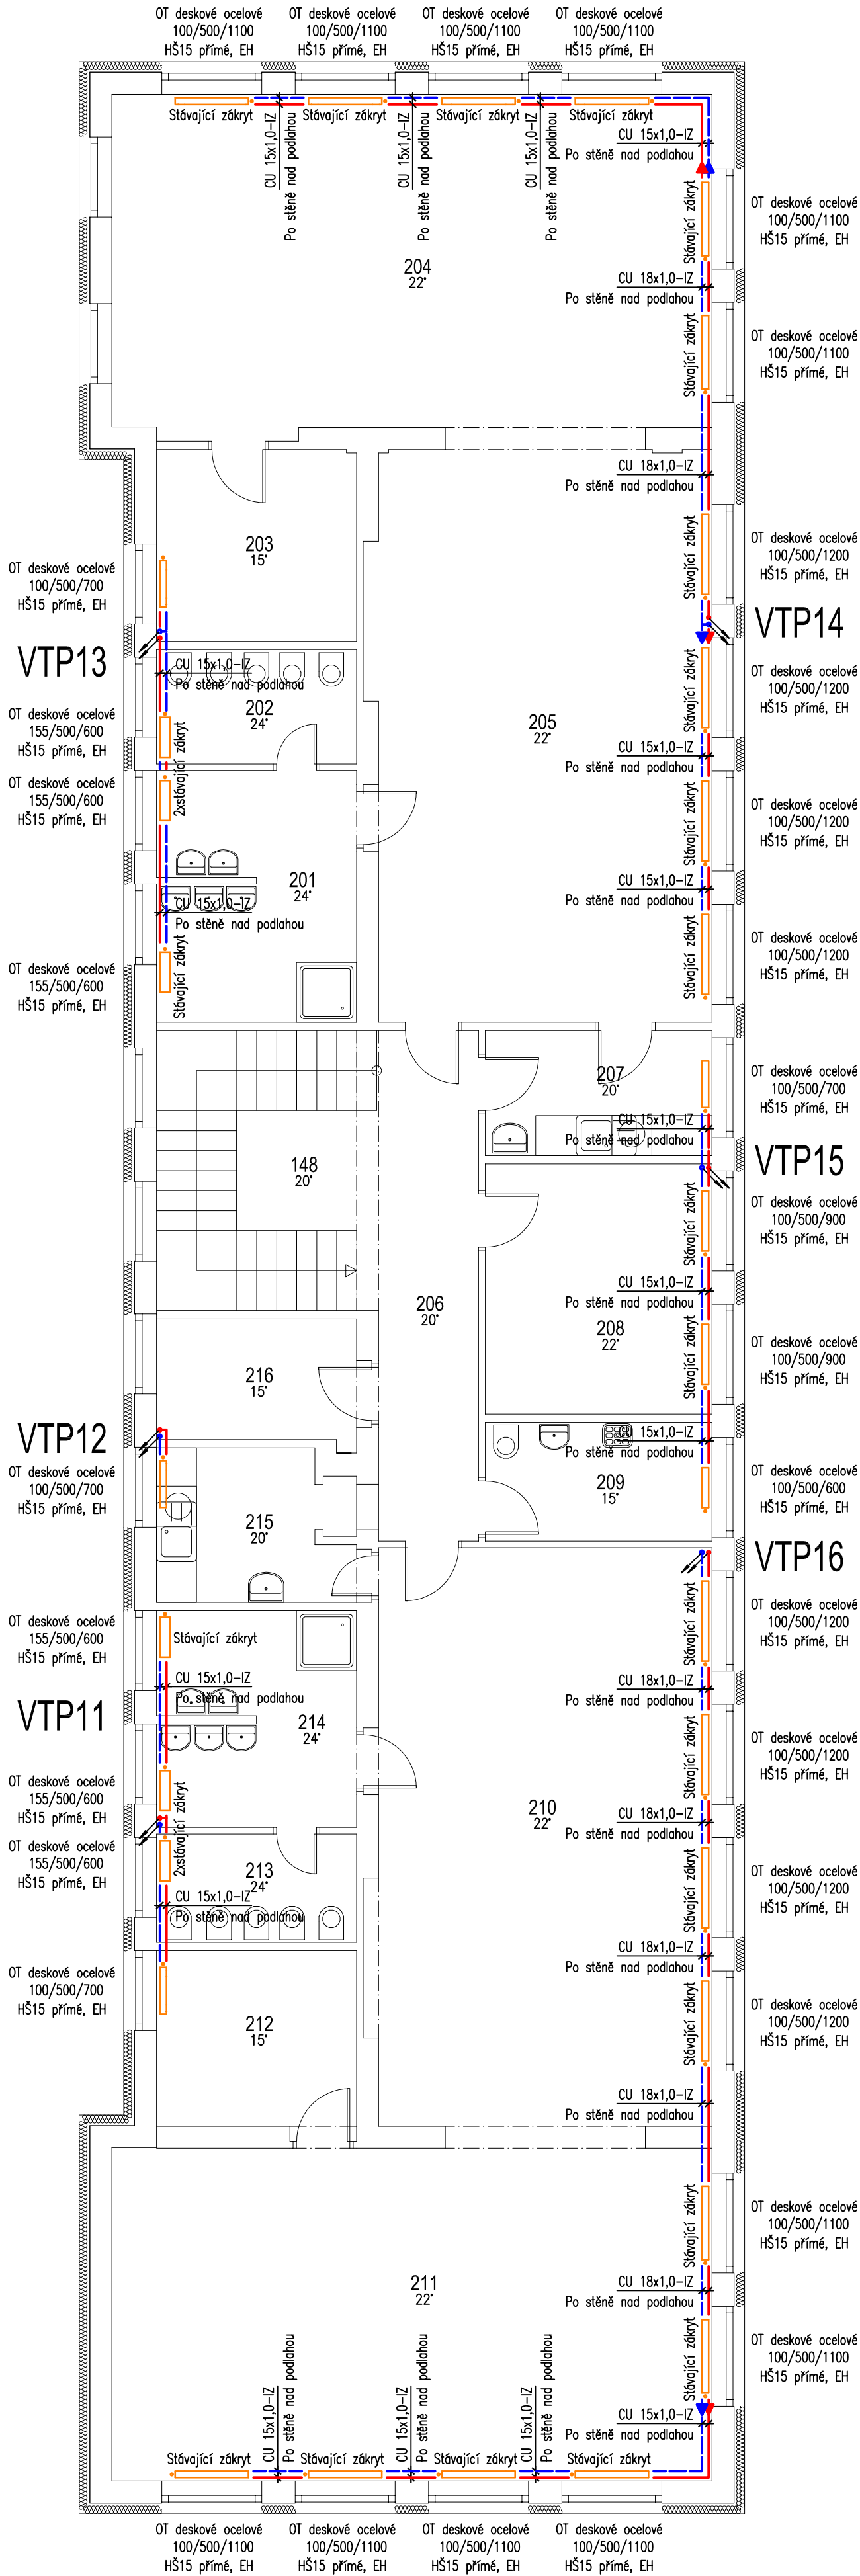 OT deskové ocelové
100/500/1100
HŠ15 přímé, EH
OT deskové ocelové
100/500/1100
HŠ15 přímé, EH
OT deskové ocelové
100/500/1100
HŠ15 přímé, EH
OT deskové ocelové
100/500/1100
HŠ15 přímé, EH
Stávající zákryt
Stávající zákryt
Stávající zákryt
Stávající zákryt
CU 15x1,0-IZ
Po stěně nad podlahou
CU 15x1,0-IZ
Po stěně nad podlahou
CU 15x1,0-IZ
Po stěně nad podlahou
CU 15x1,0-IZ
Po stěně nad podlahou
204
22°
Stávající zákryt
OT deskové ocelové
100/500/1100
HŠ15 přímé, EH
CU 18x1,0-IZ
Po stěně nad podlahou
Stávající zákryt
OT deskové ocelové
100/500/1100
HŠ15 přímé, EH
CU 18x1,0-IZ
Po stěně nad podlahou
203
15°
Stávající zákryt
OT deskové ocelové
100/500/1200
HŠ15 přímé, EH
OT deskové ocelové
100/500/700
HŠ15 přímé, EH
VTP13
VTP14
CU 15x1,0-IZ
Po stěně nad podlahou
202
24°
OT deskové ocelové
155/500/600
HŠ15 přímé, EH
2xstávající zákryt
OT deskové ocelové
155/500/600
HŠ15 přímé, EH
205
22°
Stávající zákryt
OT deskové ocelové
100/500/1200
HŠ15 přímé, EH
CU 15x1,0-IZ
Po stěně nad podlahou
Stávající zákryt
OT deskové ocelové
100/500/1200
HŠ15 přímé, EH
201
24°
CU 15x1,0-IZ
Po stěně nad podlahou
CU 15x1,0-IZ
Po stěně nad podlahou
OT deskové ocelové
155/500/600
HŠ15 přímé, EH
Stávající zákryt
Stávající zákryt
OT deskové ocelové
100/500/1200
HŠ15 přímé, EH
207
20°
OT deskové ocelové
100/500/700
HŠ15 přímé, EH
CU 15x1,0-IZ
Po stěně nad podlahou
148
20°
VTP15
Stávající zákryt
OT deskové ocelové
100/500/900
HŠ15 přímé, EH
CU 15x1,0-IZ
Po stěně nad podlahou
206
20°
208
22°
Stávající zákryt
OT deskové ocelové
100/500/900
HŠ15 přímé, EH
216
15°
VTP12
CU 15x1,0-IZ
Po stěně nad podlahou
OT deskové ocelové
100/500/700
HŠ15 přímé, EH
209
15°
OT deskové ocelové
100/500/600
HŠ15 přímé, EH
215
20°
VTP16
OT deskové ocelové
155/500/600
HŠ15 přímé, EH
Stávající zákryt
Stávající zákryt
OT deskové ocelové
100/500/1200
HŠ15 přímé, EH
CU 15x1,0-IZ
Po stěně nad podlahou
CU 18x1,0-IZ
Po stěně nad podlahou
VTP11
214
24°
Stávající zákryt
OT deskové ocelové
100/500/1200
HŠ15 přímé, EH
OT deskové ocelové
155/500/600
HŠ15 přímé, EH
2xstávající zákryt
210
22°
CU 18x1,0-IZ
Po stěně nad podlahou
OT deskové ocelové
155/500/600
HŠ15 přímé, EH
213
24°
CU 15x1,0-IZ
Po stěně nad podlahou
Stávající zákryt
OT deskové ocelové
100/500/1200
HŠ15 přímé, EH
CU 18x1,0-IZ
Po stěně nad podlahou
OT deskové ocelové
100/500/700
HŠ15 přímé, EH
212
15°
Stávající zákryt
OT deskové ocelové
100/500/1200
HŠ15 přímé, EH
CU 18x1,0-IZ
Po stěně nad podlahou
Stávající zákryt
OT deskové ocelové
100/500/1100
HŠ15 přímé, EH
211
22°
CU 18x1,0-IZ
Po stěně nad podlahou
Stávající zákryt
OT deskové ocelové
100/500/1100
HŠ15 přímé, EH
CU 15x1,0-IZ
Po stěně nad podlahou
CU 15x1,0-IZ
Po stěně nad podlahou
CU 15x1,0-IZ
Po stěně nad podlahou
CU 15x1,0-IZ
Po stěně nad podlahou
Stávající zákryt
Stávající zákryt
Stávající zákryt
Stávající zákryt
OT deskové ocelové
100/500/1100
HŠ15 přímé, EH
OT deskové ocelové
100/500/1100
HŠ15 přímé, EH
OT deskové ocelové
100/500/1100
HŠ15 přímé, EH
OT deskové ocelové
100/500/1100
HŠ15 přímé, EH